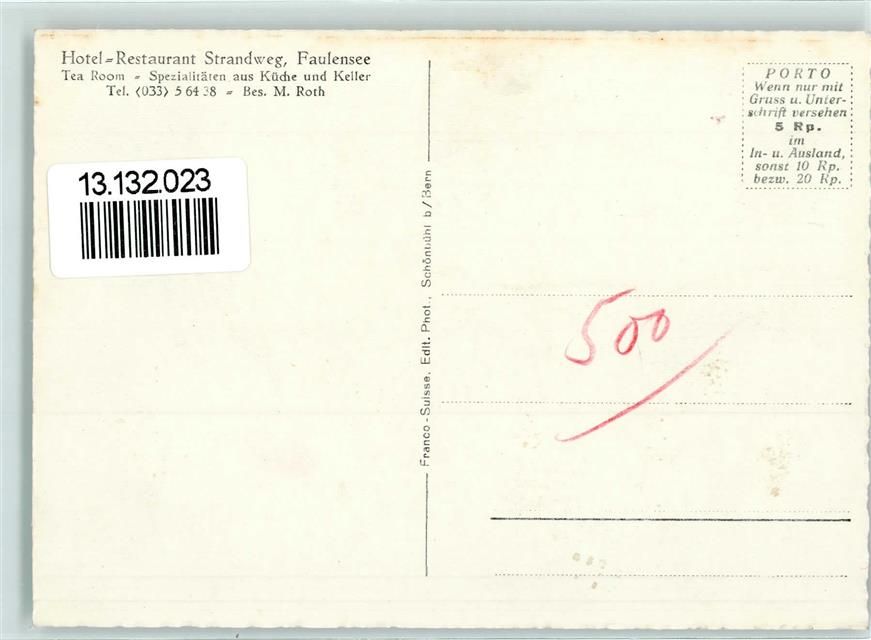 Hotel-Restaurant Strandweg, Faulensee
Tea Room - Spezialitäten aus Küche und Keller
Tel. (033) 5 64 38 - Bes. M. Roth
13.132.023
Franco-Suisse, Edit. Phot., Schönbühl b/Bern
PORTO
Wenn nur mit
Gruss u. Unter-
schrift versehen
5 Rp.
im
In- u. Ausland,
sonst 10 Rp.
bezw. 20 Rp.
500